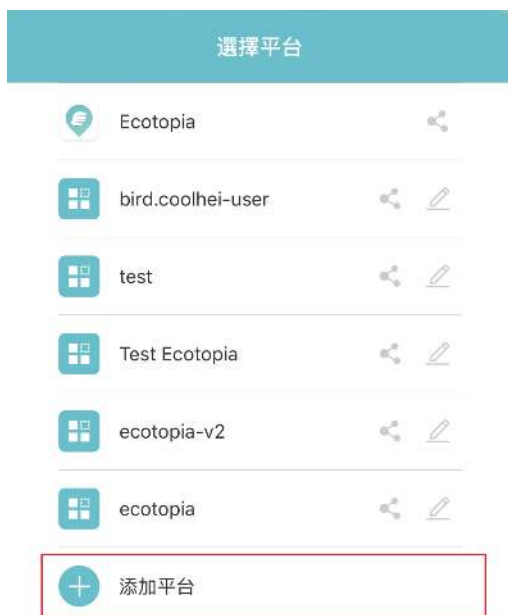 選擇平台
Ecotopia
bird.coolhei-user
test
Test Ecotopia
ecotopia-v2
ecotopia
添加平台